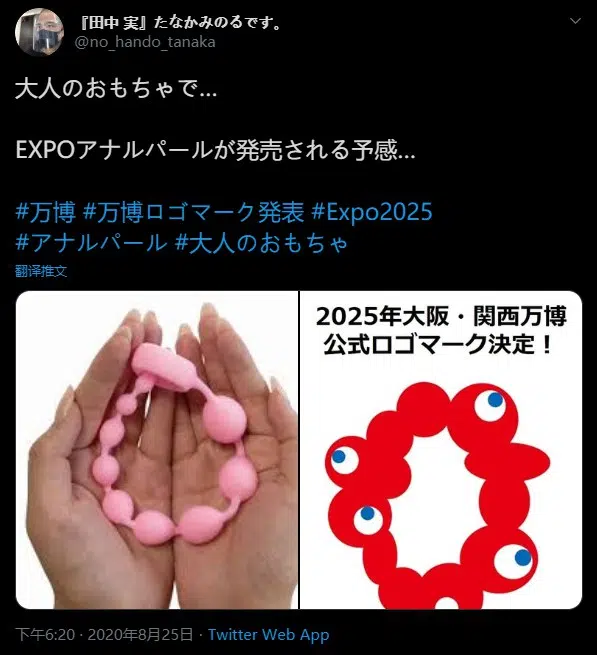 『田中 実』たなかみのるです。
@no_hando_tanaka
大人のおもちゃで...
EXPOアナルパールが発売される予感...
#万博 #万博ロゴマーク発表 #Expo2025
#アナルパール #大人のおもちゃ
翻译推文
2025年大阪・関西万博
公式ロゴマーク決定！
下午6:20 · 2020年8月25日 · Twitter Web App